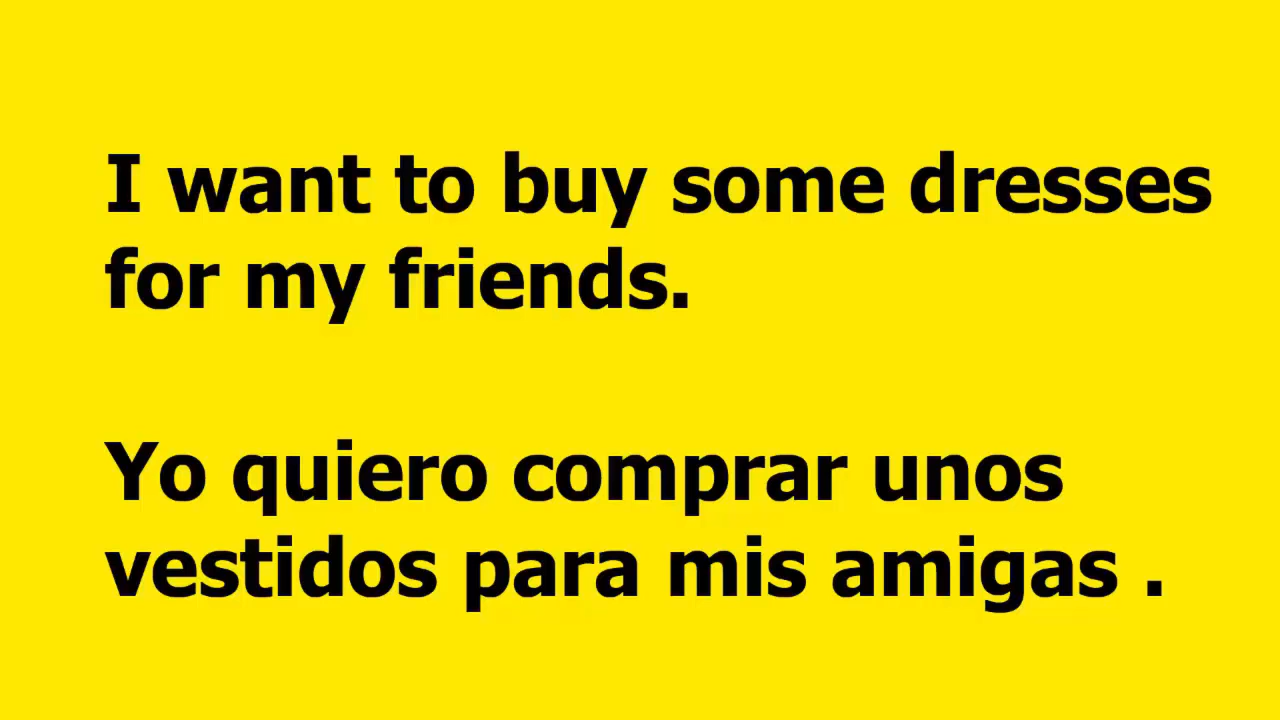 I want to buy some dresses
for my friends.
Yo quiero comprar unos
vestidos para mis amigas .